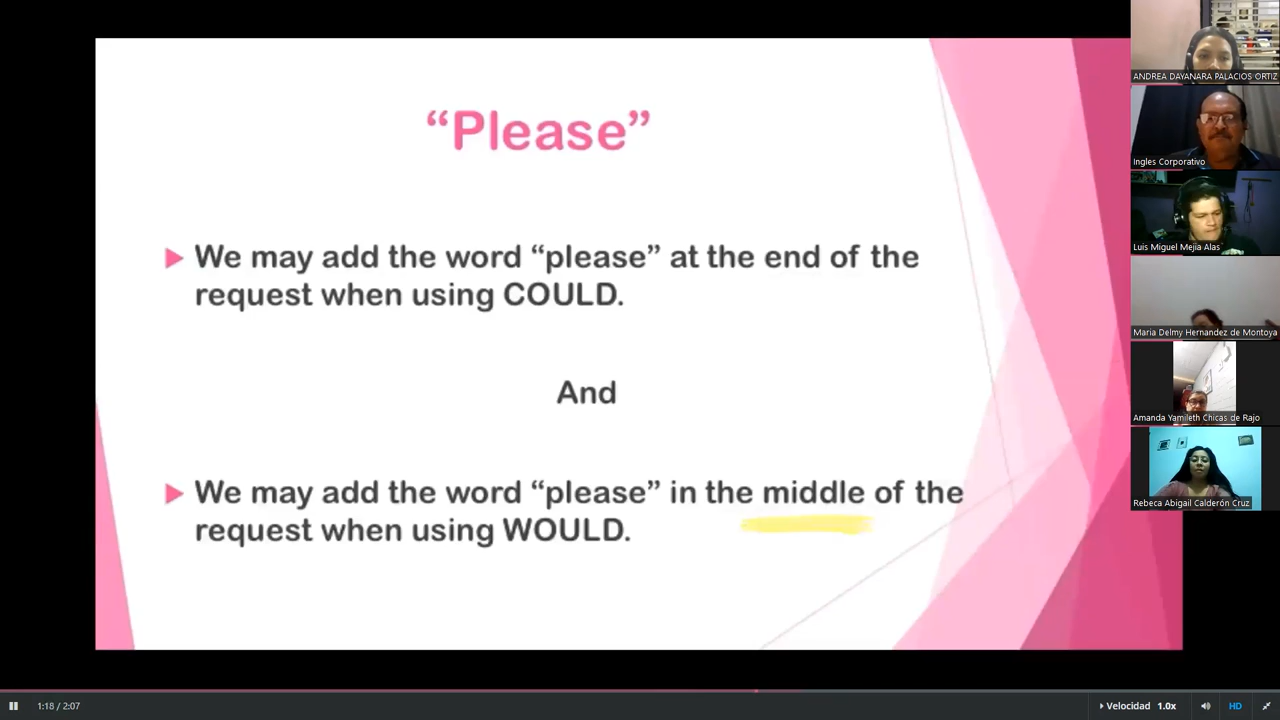 “Please”
We may add the word “please” at the end of the
request when using COULD.
And
We may add the word “please” in the middle of the
request when using WOULD.
ANDREA DAYANARA PALACIOS ORTIZ
Ingles Corporativo
Luis Miguel Mejia Alas
Maria Delmy Hernandez de Montoya
Amanda Yamileth Chicas de Rajo
Rebeca Abigail Calderón Cruz
1:18 / 2:07
Velocidad 1.0x
HD